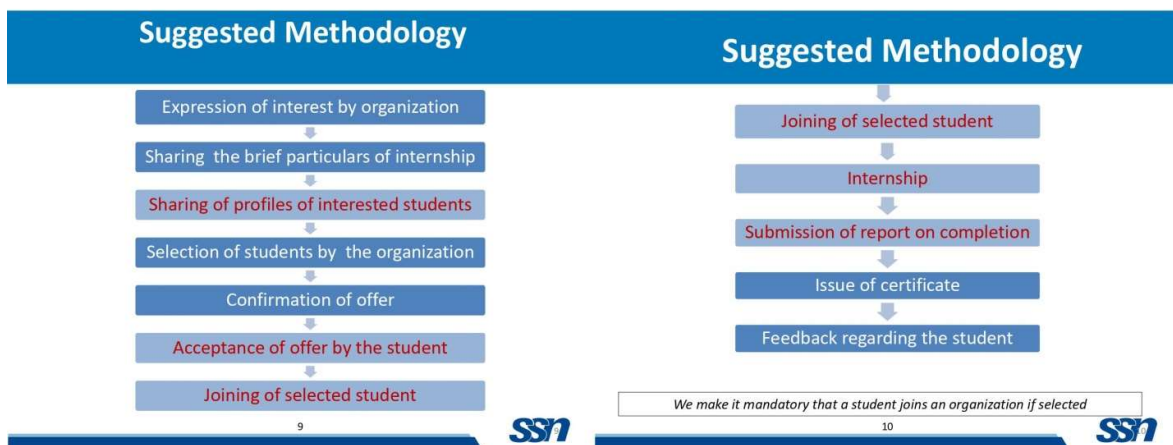 Suggested Methodology
Expression of interest by organization
Sharing the brief particulars of internship
Sharing of profiles of interested students
Selection of students by the organization
Confirmation of offer
Acceptance of offer by the student
Joining of selected student
9
ssn
Suggested Methodology
Joining of selected student
Internship
Submission of report on completion
Issue of certificate
Feedback regarding the student
We make it mandatory that a student joins an organization if selected
10
ssn